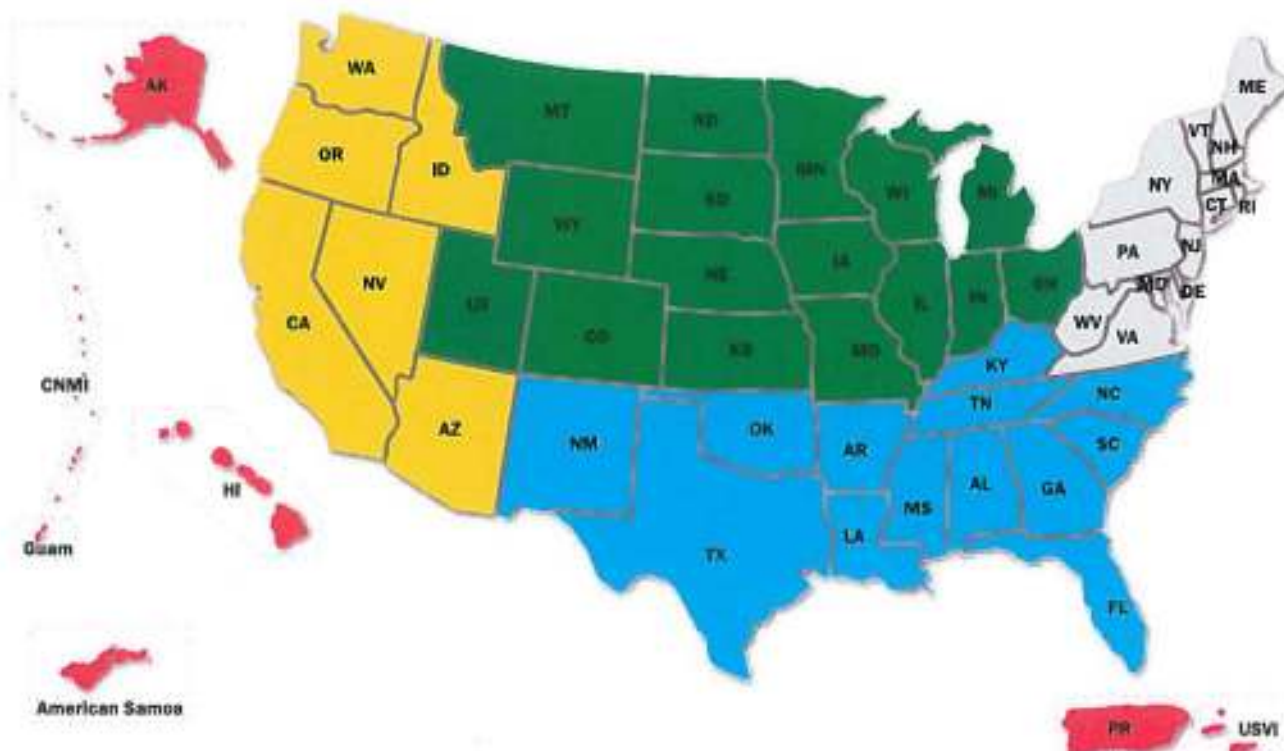 AK
WA
MT
ND
MN
ME
OR
ID
SD
WI
MI
VT
NH
NY
MA
CT
RI
WY
NE
IA
PA
NJ
NV
UT
CO
KS
MO
IL
IN
OH
MD
DE
WV
VA
CA
KY
CNMI
AZ
NM
OK
AR
TN
NC
SC
HI
TX
LA
MS
AL
GA
Guam
FL
American Samoa
PR
USVI